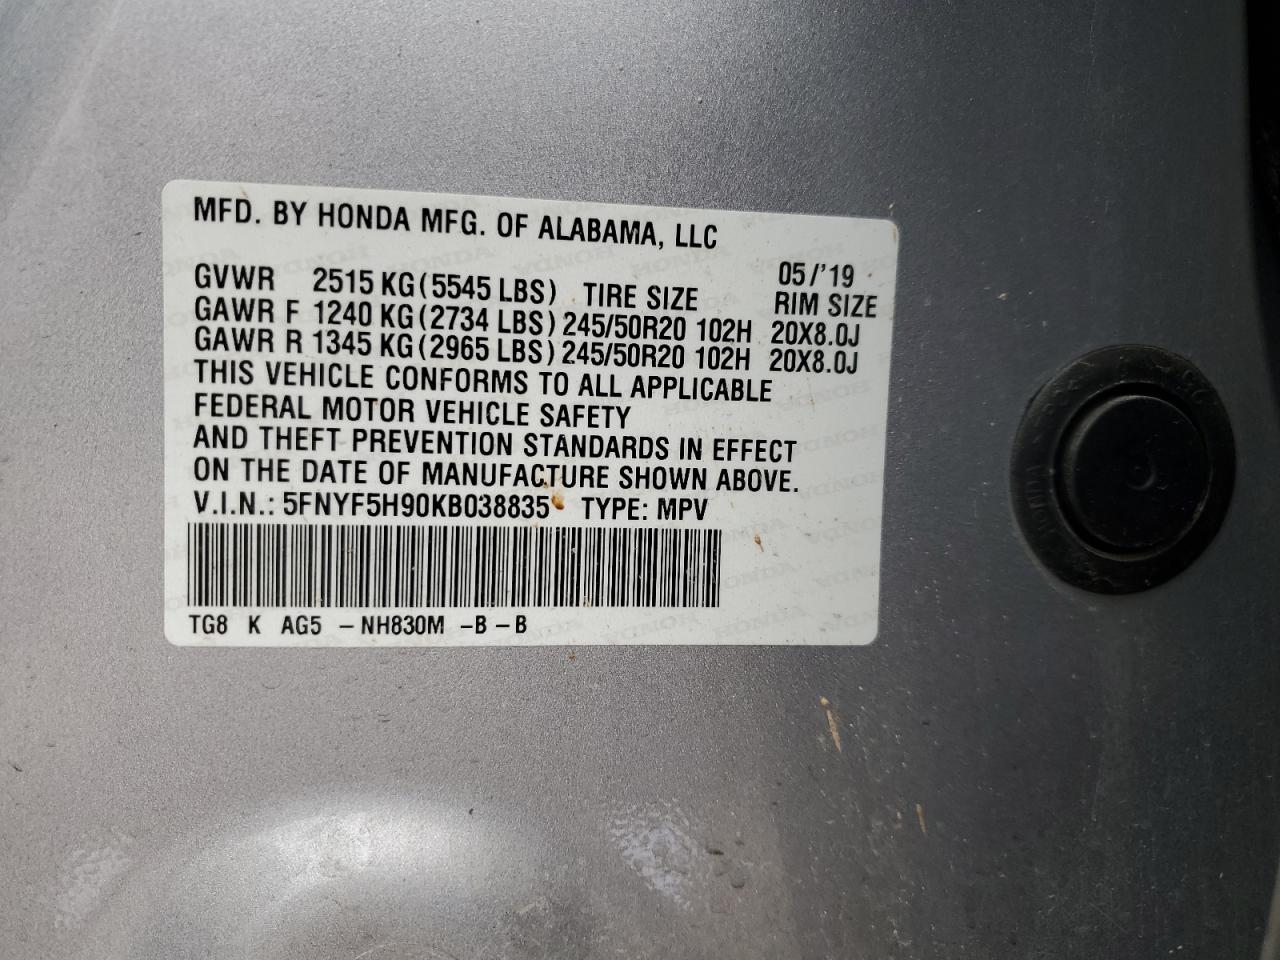 MFD. BY HONDA MFG. OF ALABAMA, LLC
05/'19
GVWR 2515 KG (5545 LBS) TIRE SIZE RIM SIZE
GAWR F 1240 KG (2734 LBS) 245/50R20 102H 20X8.0J
GAWR R 1345 KG (2965 LBS) 245/50R20 102H 20X8.0J
THIS VEHICLE CONFORMS TO ALL APPLICABLE
FEDERAL MOTOR VEHICLE SAFETY
AND THEFT PREVENTION STANDARDS IN EFFECT
ON THE DATE OF MANUFACTURE SHOWN ABOVE.
V.I.N.: 5FNYF5H90KB038835 TYPE: MPV
TG8 K AG5 -NH830M -B -B
HONDA